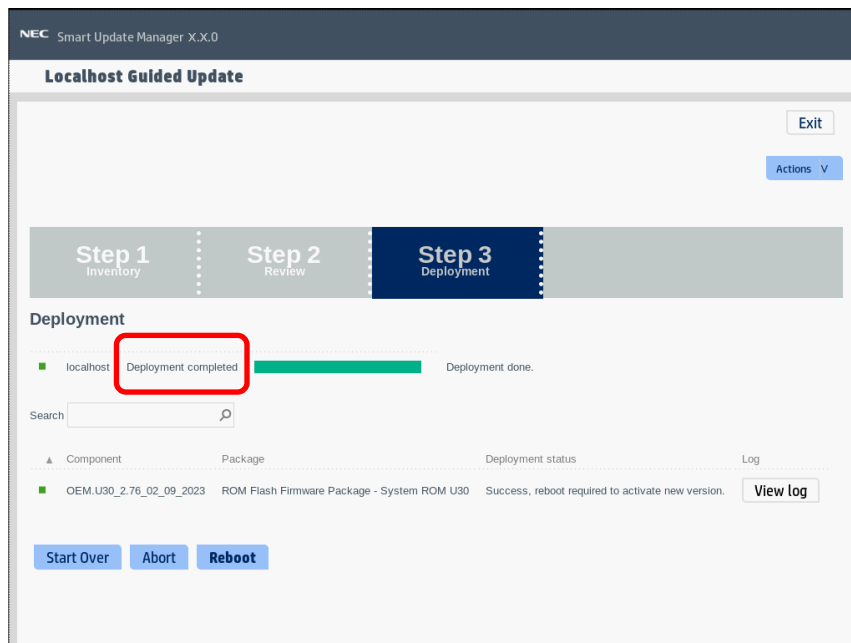 NEC Smart Update Manager X.X.0
Localhost Guided Update
Exit
Actions V
Step 1
Inventory
Step 2
Review
Step 3
Deployment
Deployment
localhost Deployment completed Deployment done.
Search
▲ Component Package Deployment status Log
OEM.U30_2.76_02_09_2023 ROM Flash Firmware Package - System ROM U30 Success, reboot required to activate new version. View log
Start Over Abort Reboot